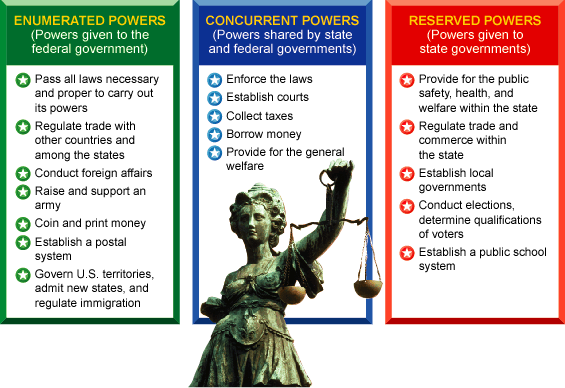 ENUMERATED POWERS
(Powers given to the
federal government)
Pass all laws necessary
and proper to carry out
its powers
Regulate trade with
other countries and
among the states
Conduct foreign affairs
Raise and support an
army
Coin and print money
Establish a postal
system
Govern U.S. territories,
admit new states, and
regulate immigration
CONCURRENT POWERS
(Powers shared by state
and federal governments)
Enforce the laws
Establish courts
Collect taxes
Borrow money
Provide for the general
welfare
RESERVED POWERS
(Powers given to
state governments)
Provide for the public
safety, health, and
welfare within the state
Regulate trade and
commerce within
the state
Establish local
governments
Conduct elections,
determine qualifications
of voters
Establish a public school
system